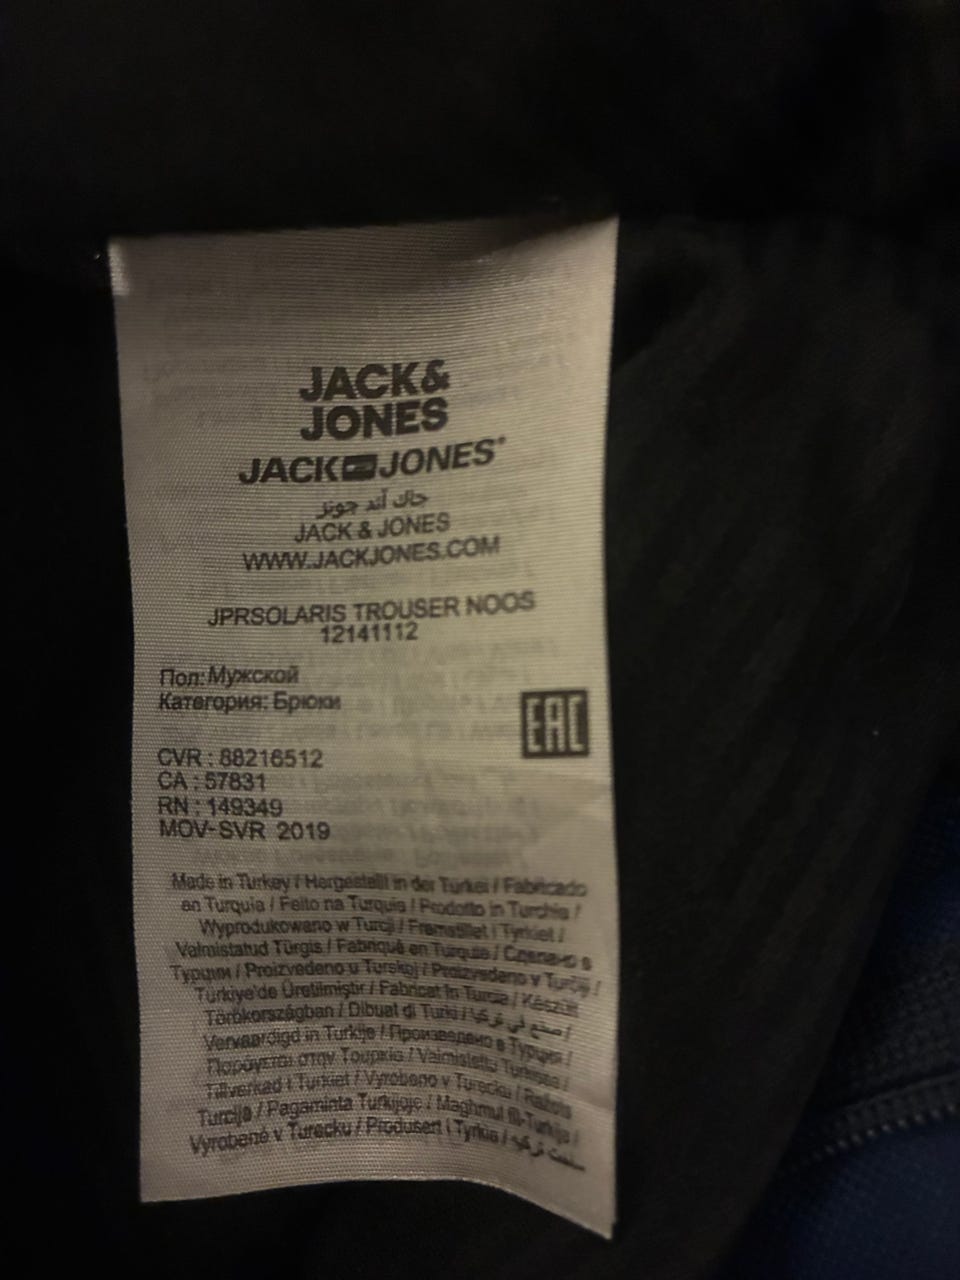 JACK&
JONES
JACK JONES®
جاك آند جونز
JACK & JONES
WWW.JACKJONES.COM
JPRSOLARIS TROUSER NOOS
12141112
Пол: Мужской
Категория: Брюки
EAC
CVR : 88216512
CA : 57831
RN : 149349
MOV-SVR 2019
Made in Turkey / Hergestellt in der Türkei / Fabricado
en Turquía / Feito na Turquia / Prodotto in Turchia /
Wyprodukowano w Turcji / Fremstillet i Tyrkiet /
Valmistatud Türgis / Fabriqué en Turquie / Сделано в
Турции / Proizvedeno u Turskoj / Proizvedeno v Turčiji /
Türkiye'de Üretilmiştir / Fabricat în Turcia / Készült
Törökországban / Dibuat di Turki / صنع في تركيا /
Vervaardigd in Turkije / Произведено в Турция /
Παράγεται στην Τουρκία / Valmistettu Turkissa /
Tillverkad i Turkiet / Vyrobeno v Turecku / Ražots
Turcija / Pagaminta Turkijoje / Magħmul fit-Turkija /
Vyrobené v Turecku / Produsert i Tyrkia /